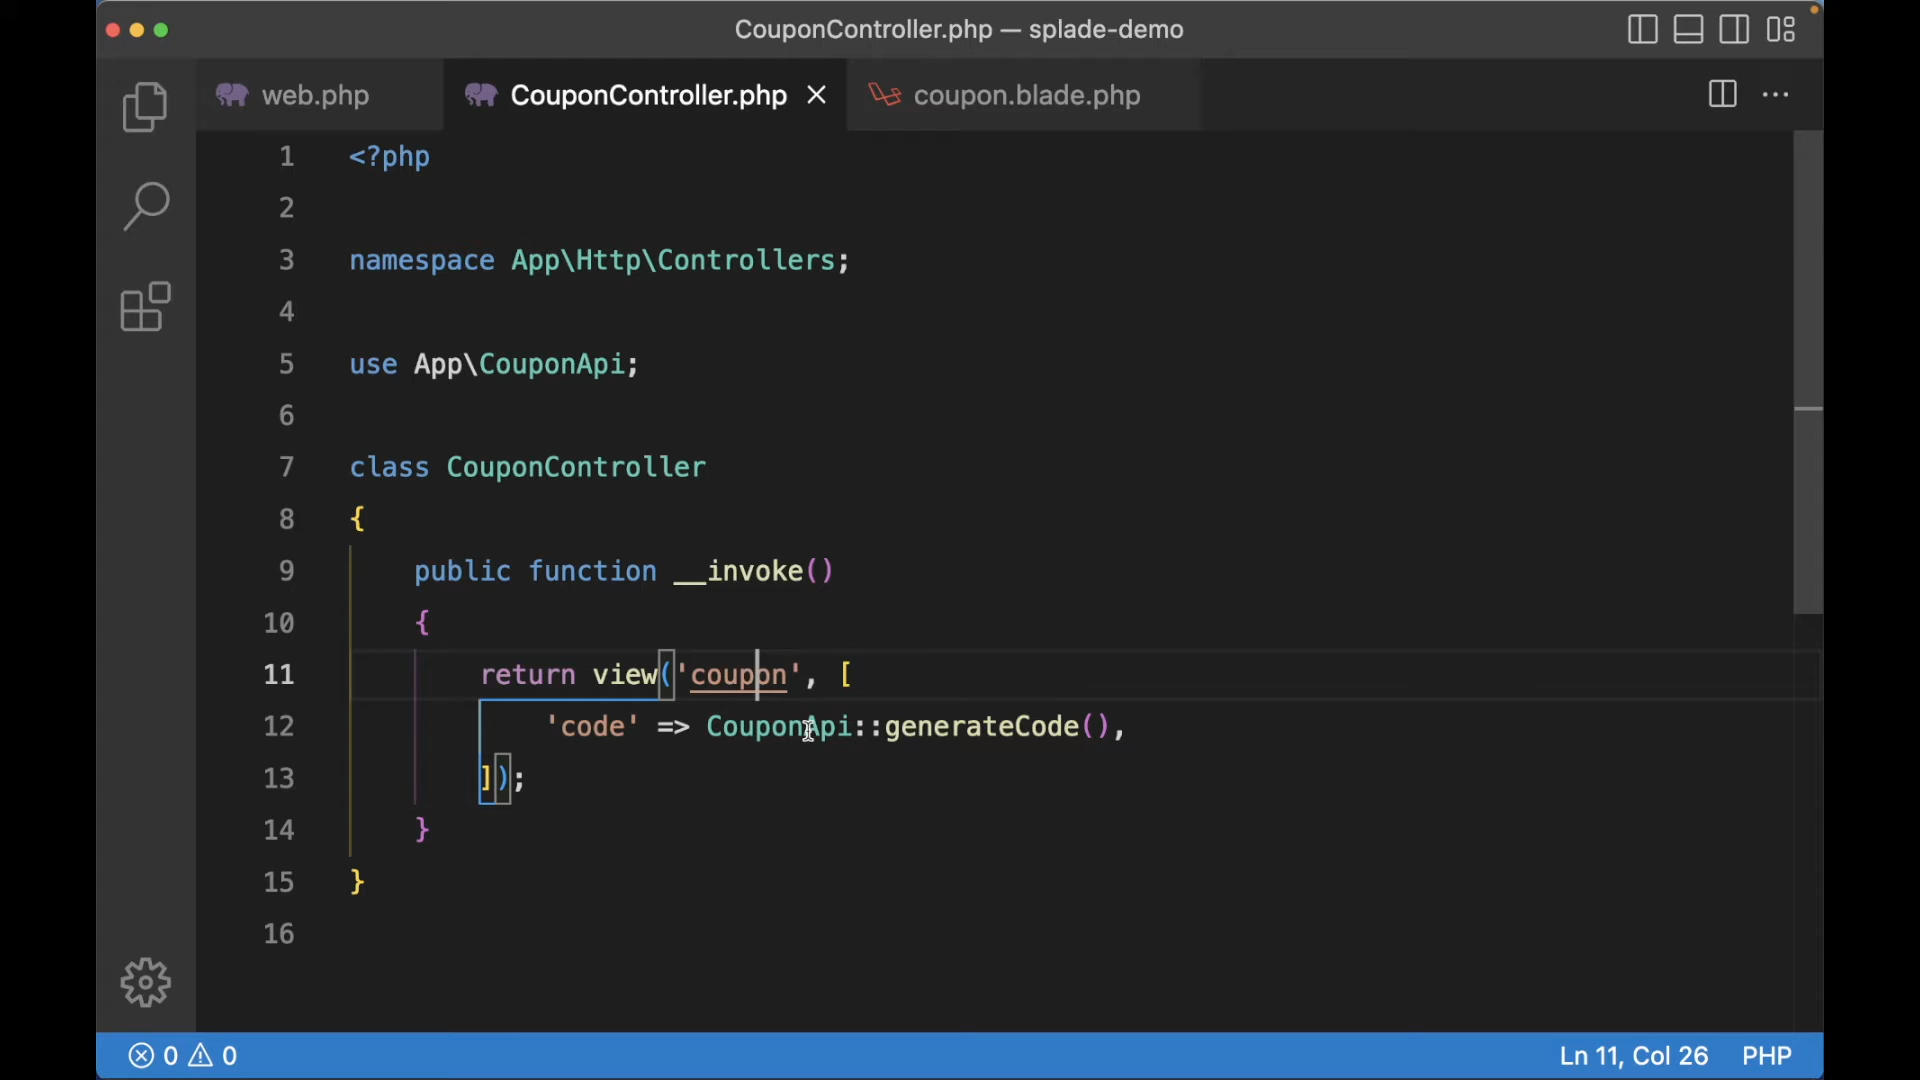 CouponController.php — splade-demo
web.php
CouponController.php
coupon.blade.php
1 <?php
2
3 namespace App\Http\Controllers;
4
5 use App\CouponApi;
6
7 class CouponController
8 {
9     public function __invoke()
10     {
11         return view('coupon', [
12             'code' => CouponApi::generateCode(),
13         ]);
14     }
15 }
16
0 0 Ln 11, Col 26 PHP